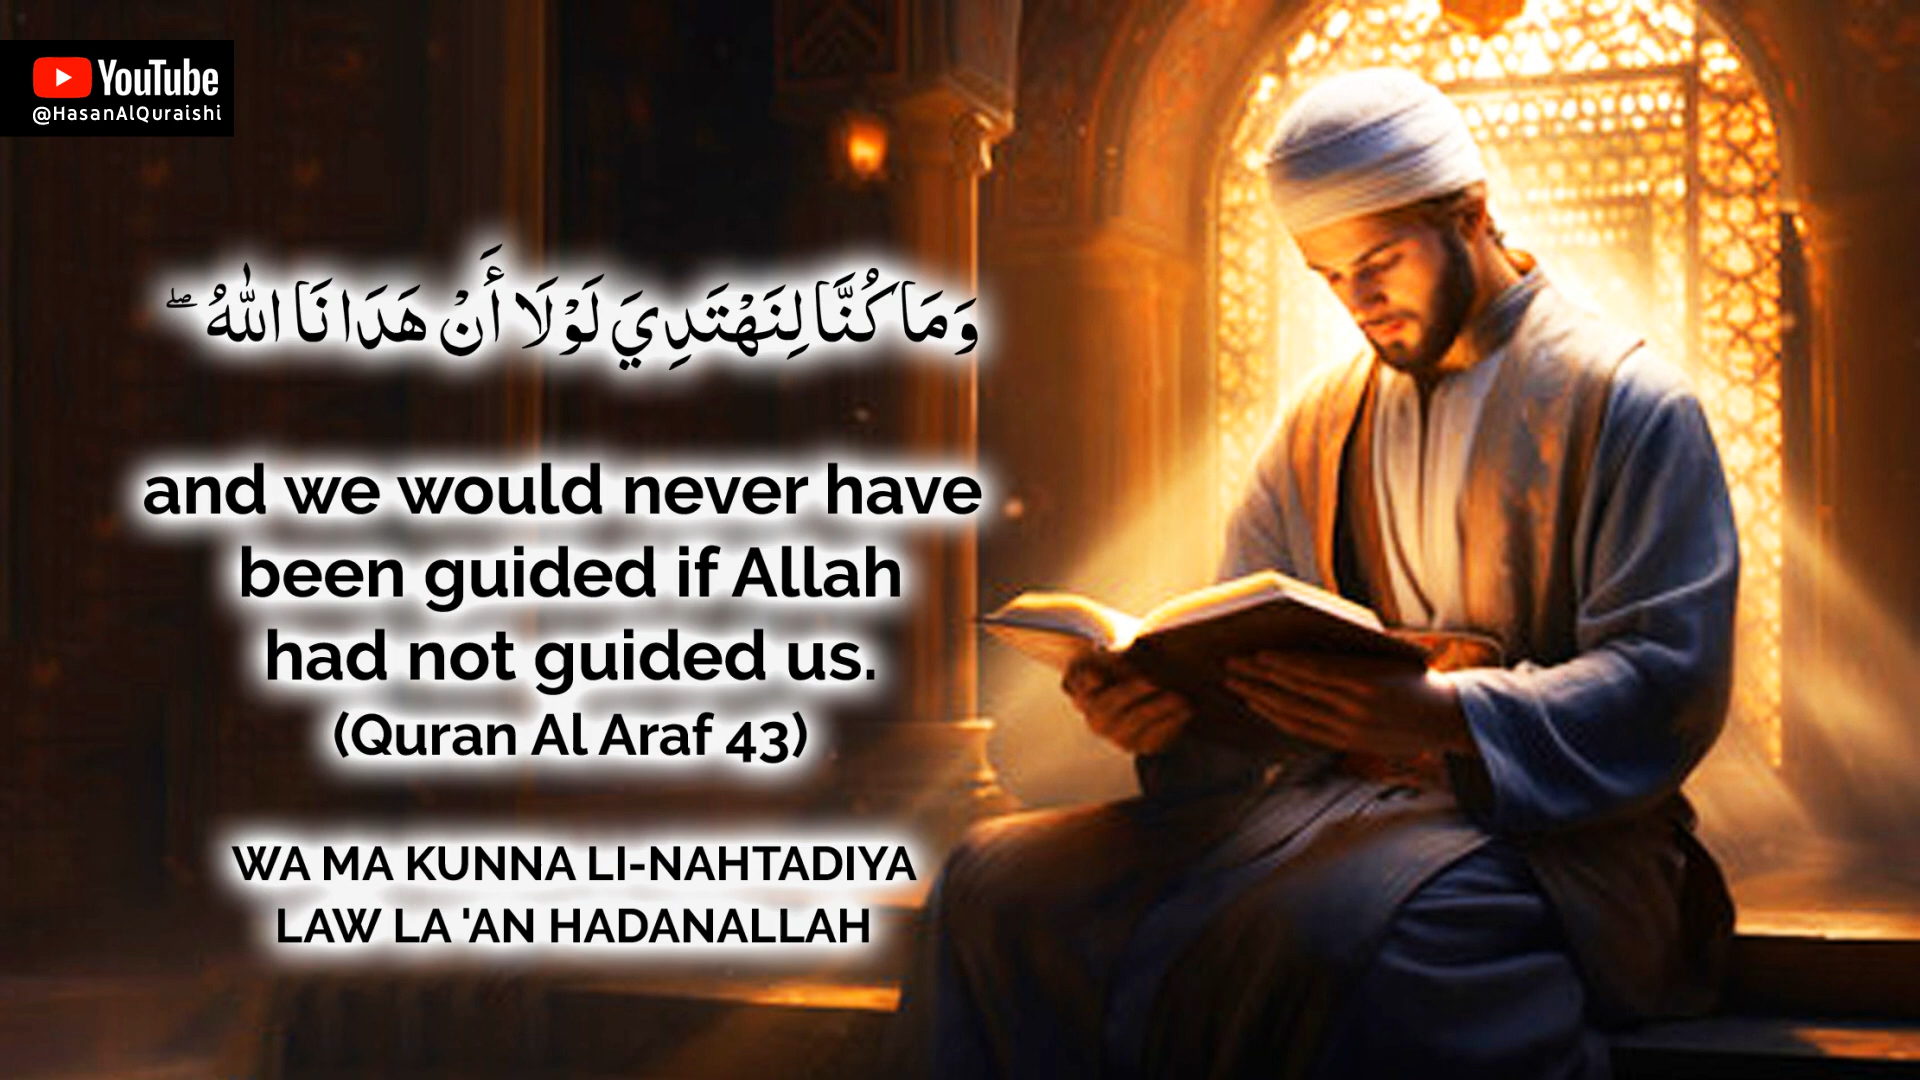 YouTube
@HasanAlQuraishi
وَمَا كُنَّا لِنَهْتَدِيَ لَوْلَا أَنْ هَدَانَا اللَّهُ ۖ
and we would never have
been guided if Allah
had not guided us.
(Quran Al Araf 43)
WA MA KUNNA LI-NAHTADIYA
LAW LA 'AN HADANALLAH